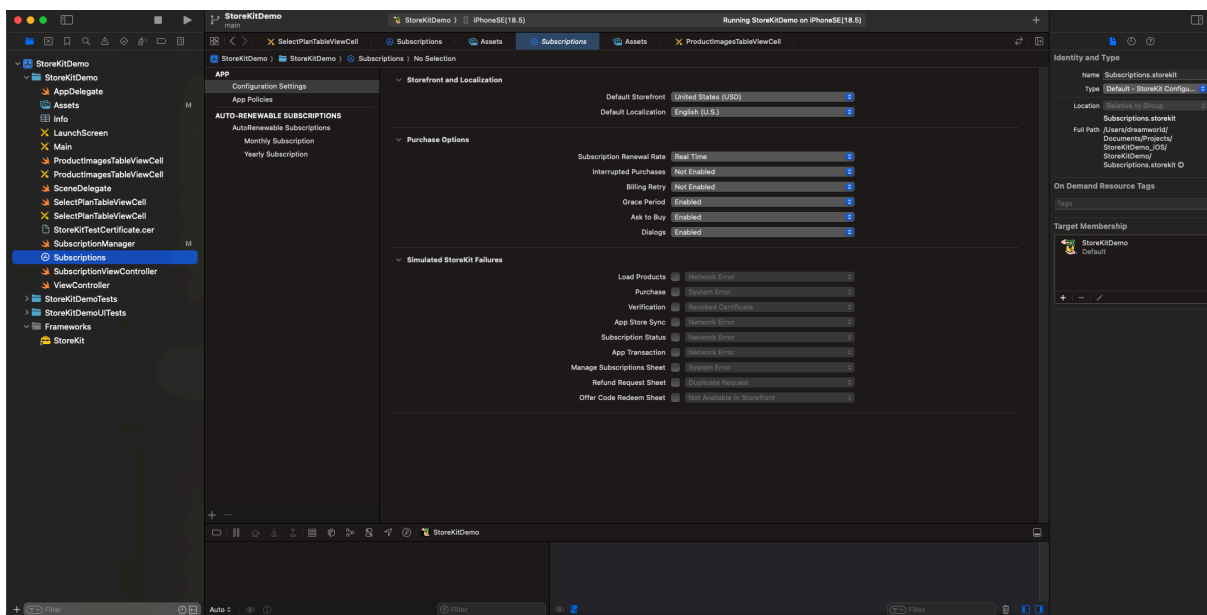 StoreKitDemo
main
StoreKitDemo
iPhoneSE(18.5)
Running StoreKitDemo on iPhoneSE(18.5)
SelectPlanTableViewCell
Subscriptions
Assets
Subscriptions
Assets
ProductImagesTableViewCell
StoreKitDemo
StoreKitDemo
Subscriptions
No Selection
StoreKitDemo
StoreKitDemo
AppDelegate
Assets M
Info
LaunchScreen
Main
ProductImagesTableViewCell
ProductImagesTableViewCell
SceneDelegate
SelectPlanTableViewCell
SelectPlanTableViewCell
StoreKitTestCertificate.cer
SubscriptionManager M
Subscriptions
SubscriptionViewController
ViewController
StoreKitDemoTests
StoreKitDemoUITests
Frameworks
StoreKit
Filter
APP
Configuration Settings
App Policies
AUTO-RENEWABLE SUBSCRIPTIONS
AutoRenewable Subscriptions
Monthly Subscription
Yearly Subscription
Storefront and Localization
Default Storefront United States (USD)
Default Localization English (U.S.)
Purchase Options
Subscription Renewal Rate Real Time
Interrupted Purchases Not Enabled
Billing Retry Not Enabled
Grace Period Enabled
Ask to Buy Enabled
Dialogs Enabled
Simulated StoreKit Failures
Load Products Network Error
Purchase System Error
Verification Revoked Certificate
App Store Sync Network Error
Subscription Status Network Error
App Transaction Network Error
Manage Subscriptions Sheet System Error
Refund Request Sheet Duplicate Request
Offer Code Redeem Sheet Not Available In Storefront
StoreKitDemo
Auto
Filter
Filter
Identity and Type
Name Subscriptions.storekit
Type Default - StoreKit Configu...
Location Relative to Group
Subscriptions.storekit
Full Path /Users/dreamworld/
Documents/Projects/
StoreKitDemo_iOS/
StoreKitDemo/
Subscriptions.storekit
On Demand Resource Tags
Tags
Target Membership
StoreKitDemo
Default